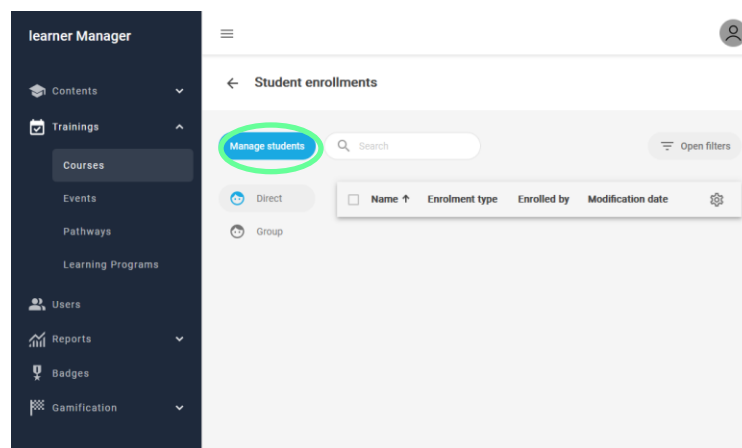 learner Manager
Contents
Trainings
Courses
Events
Pathways
Learning Programs
Users
Reports
Badges
Gamification
Student enrollments
Manage students
Search
Open filters
Direct
Group
Name Enrolment type Enrolled by Modification date